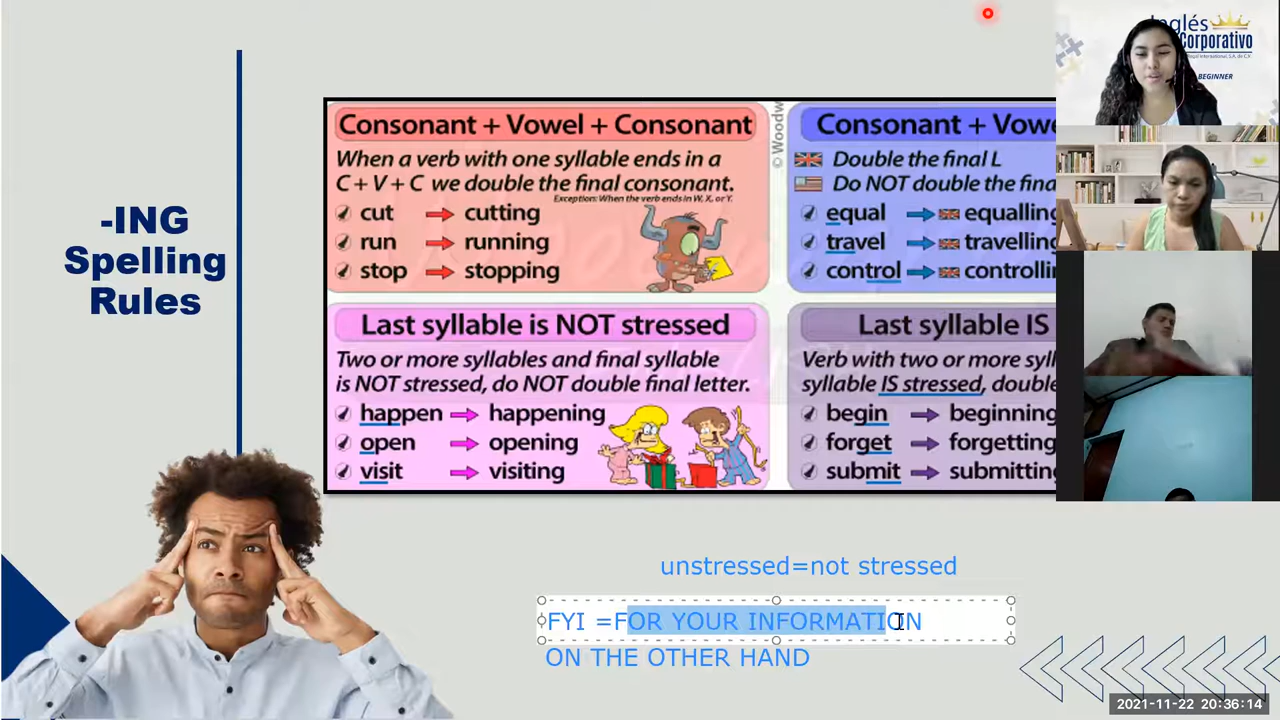 -ING
Spelling
Rules
Consonant + Vowel + Consonant
When a verb with one syllable ends in a
C + V + C we double the final consonant.
Exception: When the verb ends in W, X, or Y.
cut cutting
run running
stop stopping
© Woodw
Consonant + Vowe
Double the final L
Do NOT double the fina
equal equalling
travel travelling
control controllin
Last syllable is NOT stressed
Two or more syllables and final syllable
is NOT stressed, do NOT double final letter.
happen happening
open opening
visit visiting
Last syllable IS
Verb with two or more syll
syllable IS stressed, double
begin beginning
forget forgetting
submit submittin
unstressed=not stressed
FYI =FOR YOUR INFORMATION
ON THE OTHER HAND
Inglés
Corporativo
BEGINNER
2021-11-22 20:36:14